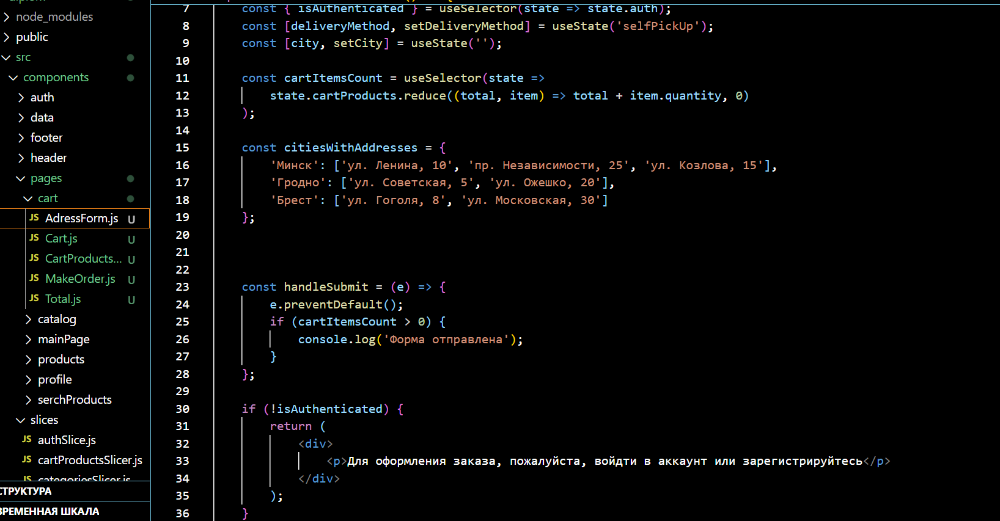 node_modules
public
src
components
auth
data
footer
header
pages
cart
JS AdressForm.js U
JS Cart.js U
JS CartProducts... U
JS MakeOrder.js U
JS Total.js U
catalog
mainPage
products
profile
serchProducts
slices
JS authSlice.js
JS cartProductsSlicer.js
JS categoriesSlicer.js
СТРУКТУРА
ВРЕМЕННАЯ ШКАЛА
7 const { isAuthenticated } = useSelector(state => state.auth);
8 const [deliveryMethod, setDeliveryMethod] = useState('selfPickUp');
9 const [city, setCity] = useState('');
10
11 const cartItemsCount = useSelector(state =>
12 state.cartProducts.reduce((total, item) => total + item.quantity, 0)
13 );
14
15 const citiesWithAddresses = {
16 'Минск': ['ул. Ленина, 10', 'пр. Независимости, 25', 'ул. Козлова, 15'],
17 'Гродно': ['ул. Советская, 5', 'ул. Ожешко, 20'],
18 'Брест': ['ул. Гоголя, 8', 'ул. Московская, 30']
19 };
20
21
22
23 const handleSubmit = (e) => {
24 e.preventDefault();
25 if (cartItemsCount > 0) {
26 console.log('Форма отправлена');
27 }
28 };
29
30 if (!isAuthenticated) {
31 return (
32 <div>
33 <p>Для оформления заказа, пожалуйста, войдти в аккаунт или зарегистрируйтесь</p>
34 </div>
35 );
36 }